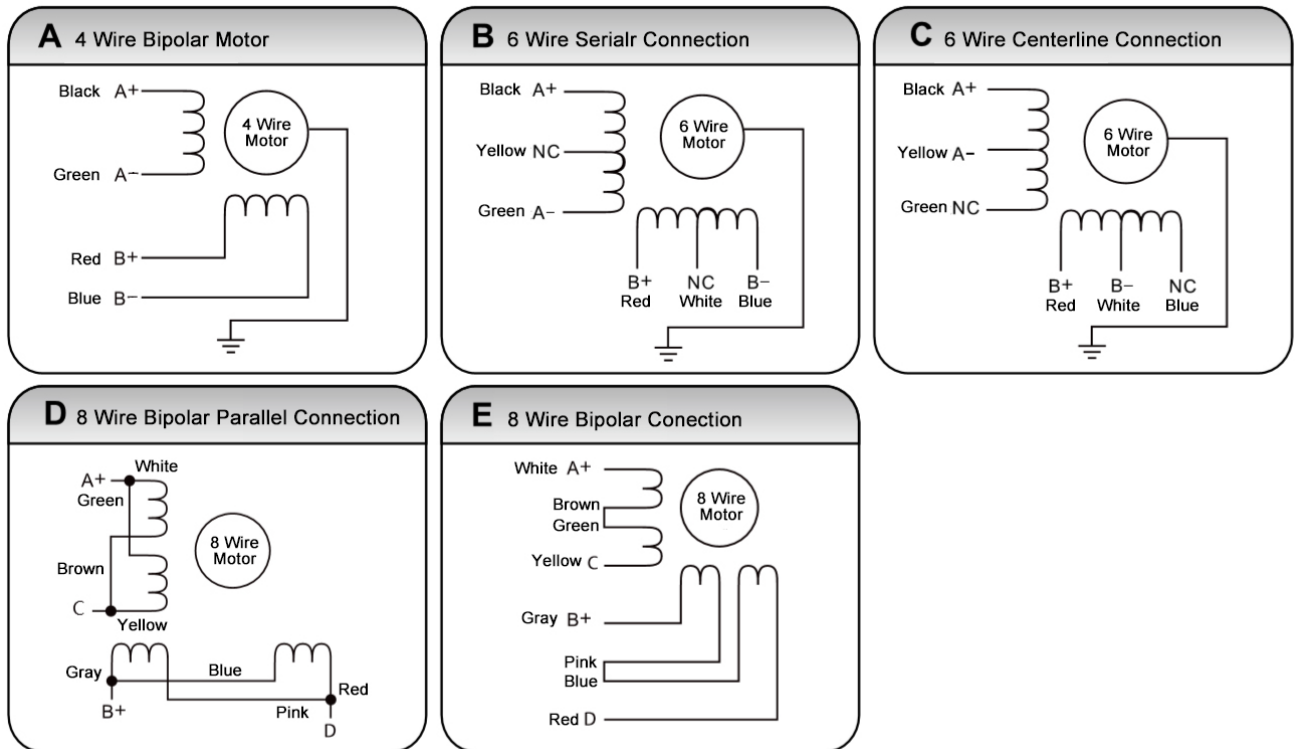 A 4 Wire Bipolar Motor
Black A+
4 Wire
Motor
Green A-
Red B+
Blue B-
B 6 Wire Serialr Connection
Black A+
6 Wire
Motor
Yellow NC
Green A-
B+ NC B-
Red White Blue
C 6 Wire Centerline Connection
Black A+
6 Wire
Motor
Yellow A-
Green NC
B+ B- NC
Red White Blue
D 8 Wire Bipolar Parallel Connection
White
A+
Green
8 Wire
Motor
Brown
C
Yellow
Gray Blue
Red
B+ Pink
D
E 8 Wire Bipolar Conection
White A+
8 Wire
Motor
Brown
Green
Yellow C
Gray B+
Pink
Blue
Red D